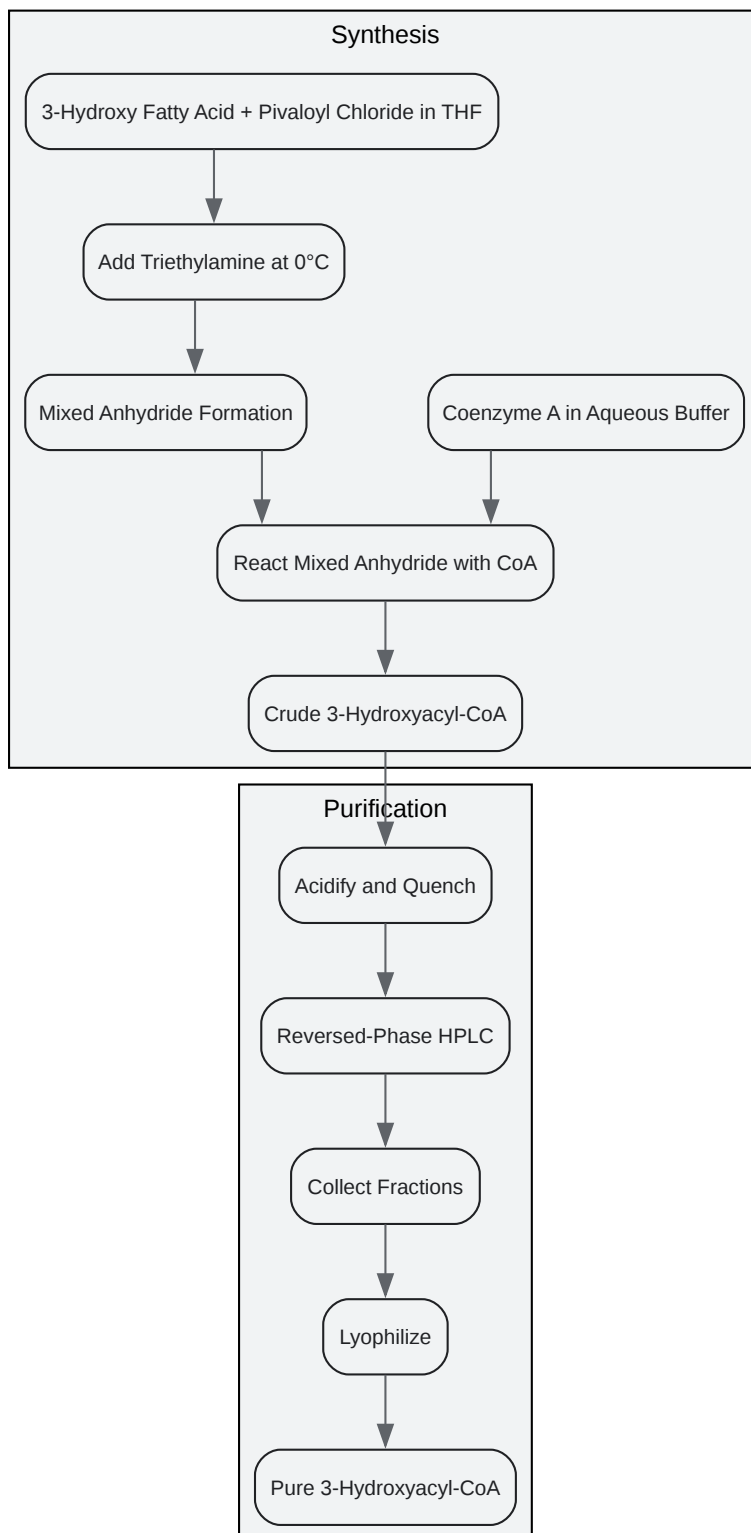 Synthesis
3-Hydroxy Fatty Acid + Pivaloyl Chloride in THF
Add Triethylamine at 0°C
Mixed Anhydride Formation
Coenzyme A in Aqueous Buffer
React Mixed Anhydride with CoA
Crude 3-Hydroxyacyl-CoA
Purification
Acidify and Quench
Reversed-Phase HPLC
Collect Fractions
Lyophilize
Pure 3-Hydroxyacyl-CoA